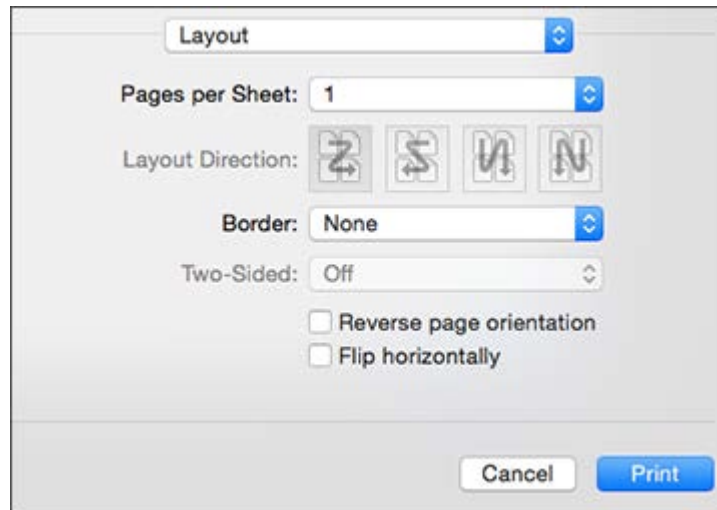 Layout
Pages per Sheet: 1
Layout Direction:
Border: None
Two-Sided: Off
Reverse page orientation
Flip horizontally
Cancel Print